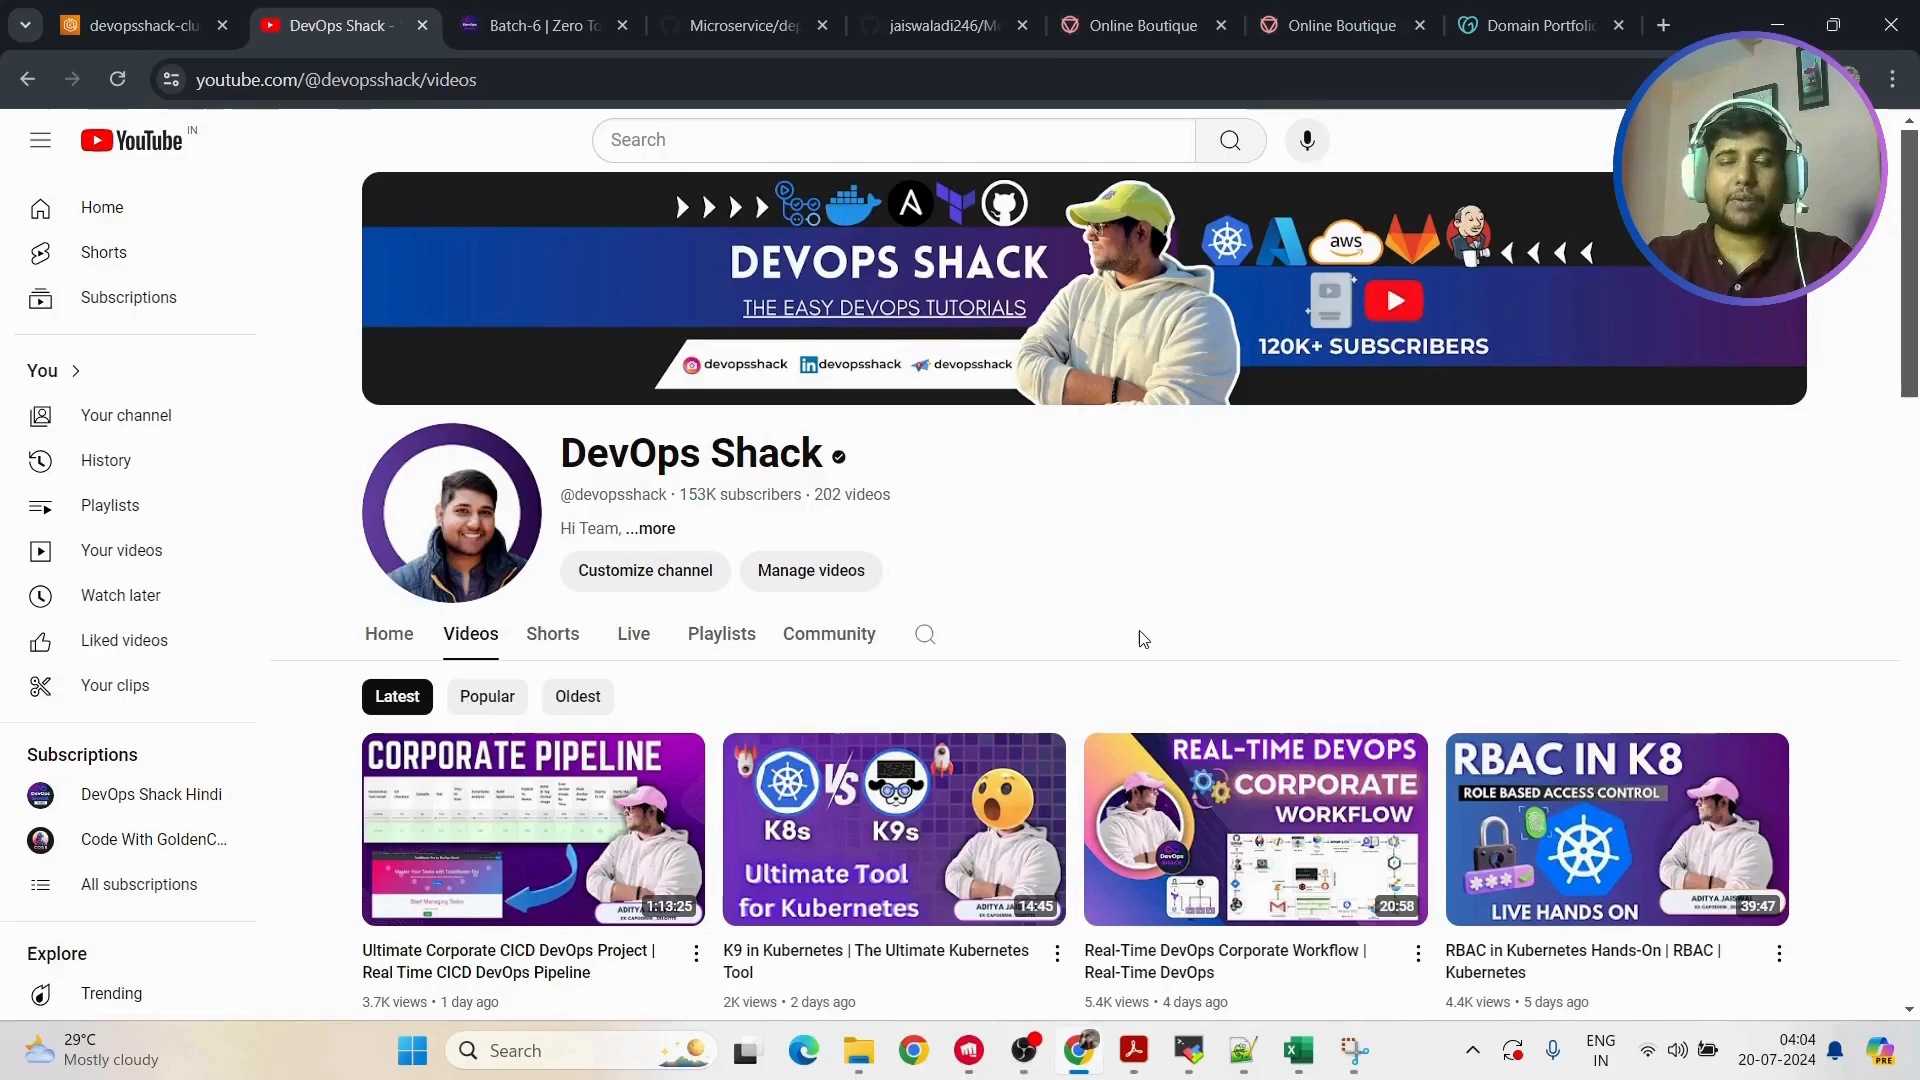 devopsshack-clu
DevOps Shack -
Batch-6 | Zero To
Microservice/dep
jaiswaladi246/Me
Online Boutique
Online Boutique
Domain Portfolio
youtube.com/@devopsshack/videos
YouTube
IN
Search
Home
Shorts
Subscriptions
You
Your channel
History
Playlists
Your videos
Watch later
Liked videos
Your clips
Subscriptions
DevOps Shack Hindi
Code With GoldenC...
All subscriptions
Explore
Trending
DEVOPS SHACK
THE EASY DEVOPS TUTORIALS
devopsshack
devopsshack
devopsshack
aws
120K+ SUBSCRIBERS
DevOps Shack
@devopsshack · 153K subscribers · 202 videos
Hi Team, ...more
Customize channel
Manage videos
Home
Videos
Shorts
Live
Playlists
Community
Latest
Popular
Oldest
CORPORATE PIPELINE
Start Managing Tasks
1:13:25
Ultimate Corporate CICD DevOps Project |
Real Time CICD DevOps Pipeline
3.7K views · 1 day ago
VS
K8s
K9s
Ultimate Tool
for Kubernetes
14:45
K9 in Kubernetes | The Ultimate Kubernetes
Tool
2K views · 2 days ago
REAL-TIME DEVOPS
CORPORATE
WORKFLOW
20:58
Real-Time DevOps Corporate Workflow |
Real-Time DevOps
5.4K views · 4 days ago
RBAC IN K8
ROLE BASED ACCESS CONTROL
LIVE HANDS ON
39:47
RBAC in Kubernetes Hands-On | RBAC |
Kubernetes
4.4K views · 5 days ago
29°C
Mostly cloudy
Search
ENG
IN
04:04
20-07-2024
PRE